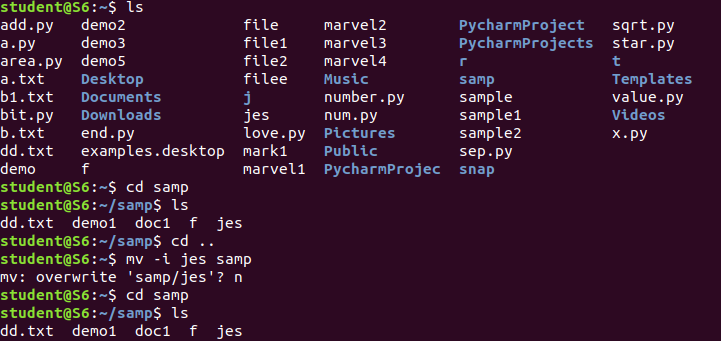 student@S6:~$ ls
add.py   demo2             file     marvel2       PycharmProject   sqrt.py
a.py     demo3             file1    marvel3       PycharmProjects  star.py
area.py  demo5             file2    marvel4       r                t
a.txt    Desktop           filee    Music         samp             Templates
b1.txt   Documents         j        number.py     sample           value.py
bit.py   Downloads         jes      num.py        sample1          Videos
b.txt    end.py            love.py  Pictures      sample2          x.py
dd.txt   examples.desktop  mark1    Public        sep.py
demo     f                 marvel1  PycharmProjec snap
student@S6:~$ cd samp
student@S6:~/samp$ ls
dd.txt  demo1  doc1  f  jes
student@S6:~/samp$ cd ..
student@S6:~$ mv -i jes samp
mv: overwrite 'samp/jes'? n
student@S6:~$ cd samp
student@S6:~/samp$ ls
dd.txt  demo1  doc1  f  jes